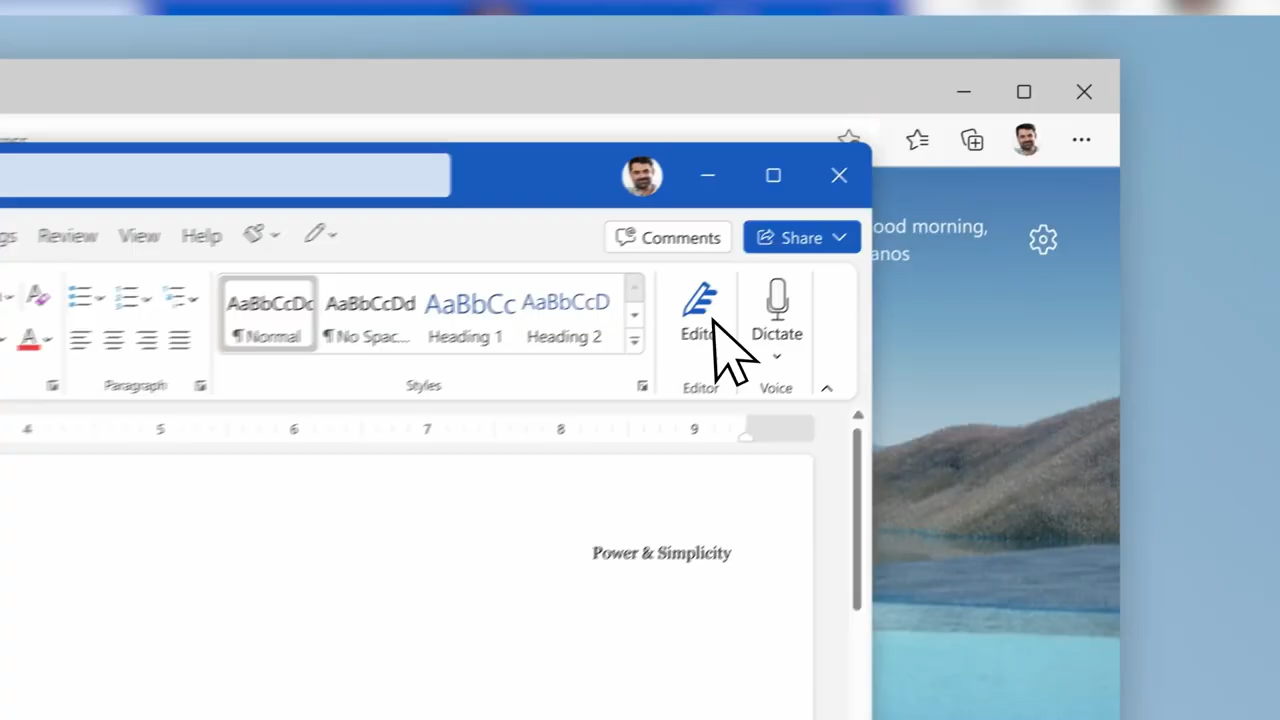 Review View Help
Comments Share
ood morning,
anos
AaBbCcDc AaBbCcDd AaBbCc AaBbCcD
¶ Normal ¶ No Spac... Heading 1 Heading 2
Dictate
Paragraph Styles Editor Voice
4 5 6 7 8 9
Power & Simplicity